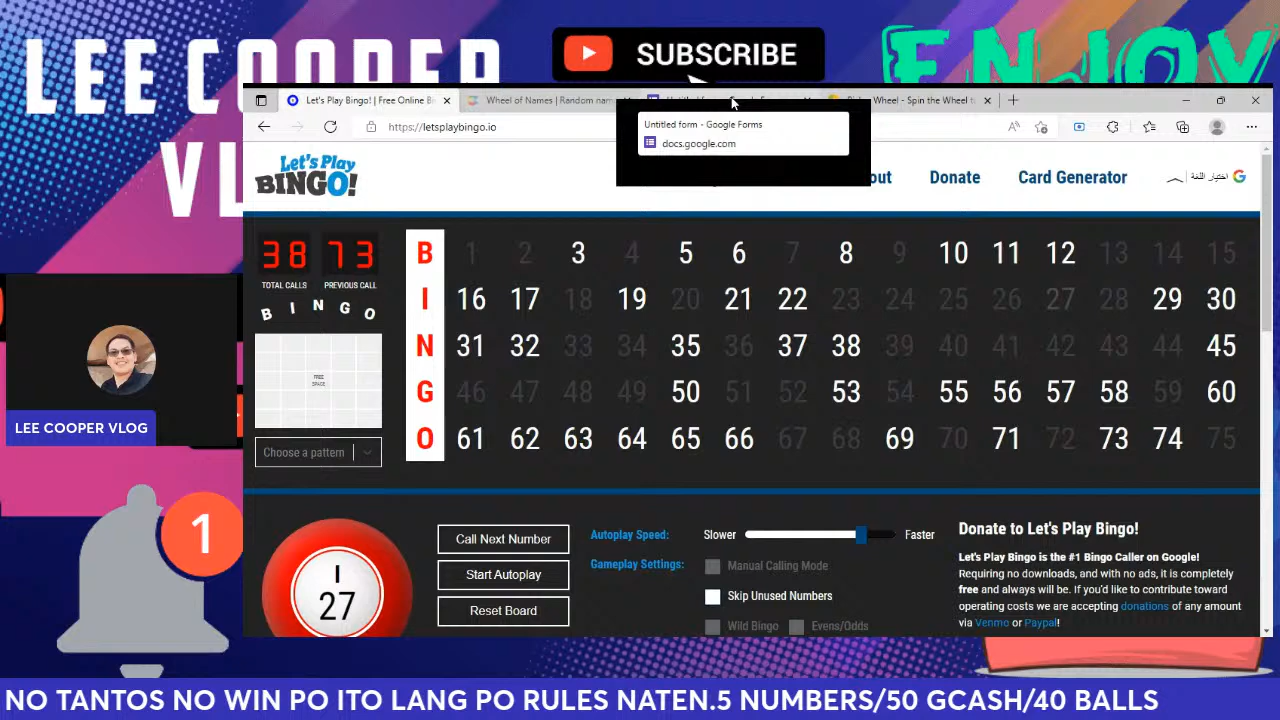 LEE COOPER
VL
SUBSCRIBE
ENJOY
Let's Play Bingo! | Free Online B
Wheel of Names | Random nam
Wheel - Spin the Wheel t
https://letsplaybingo.io
Untitled form - Google Forms
docs.google.com
Let's Play
BINGO!
out
Donate
Card Generator
اختيار اللغة
38 73
TOTAL CALLS PREVIOUS CALL
B I N G O
FREE
SPACE
Choose a pattern
B 1 2 3 4 5 6 7 8 9 10 11 12 13 14 15
I 16 17 18 19 20 21 22 23 24 25 26 27 28 29 30
N 31 32 33 34 35 36 37 38 39 40 41 42 43 44 45
G 46 47 48 49 50 51 52 53 54 55 56 57 58 59 60
O 61 62 63 64 65 66 67 68 69 70 71 72 73 74 75
LEE COOPER VLOG
1
I
27
Call Next Number
Start Autoplay
Reset Board
Autoplay Speed:
Slower
Faster
Gameplay Settings:
Manual Calling Mode
Skip Unused Numbers
Wild Bingo
Evens/Odds
Donate to Let's Play Bingo!
Let's Play Bingo is the #1 Bingo Caller on Google!
Requiring no downloads, and with no ads, it is completely
free and always will be. If you'd like to contribute toward
operating costs we are accepting donations of any amount
via Venmo or Paypal!
NO TANTOS NO WIN PO ITO LANG PO RULES NATEN.5 NUMBERS/50 GCASH/40 BALLS